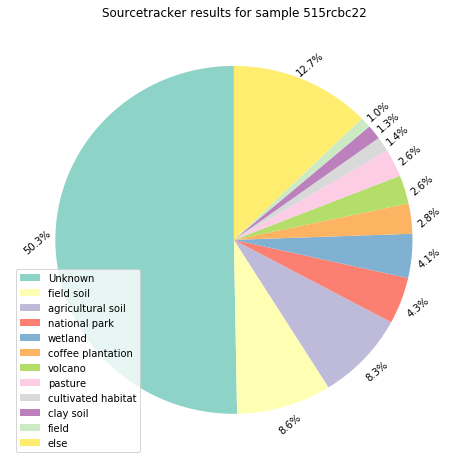 Sourcetracker results for sample 515rcbc22
12.7%
1.0%
1.3%
1.4%
2.6%
2.6%
2.8%
4.1%
4.3%
8.3%
8.6%
50.3%
Unknown
field soil
agricultural soil
national park
wetland
coffee plantation
volcano
pasture
cultivated habitat
clay soil
field
else